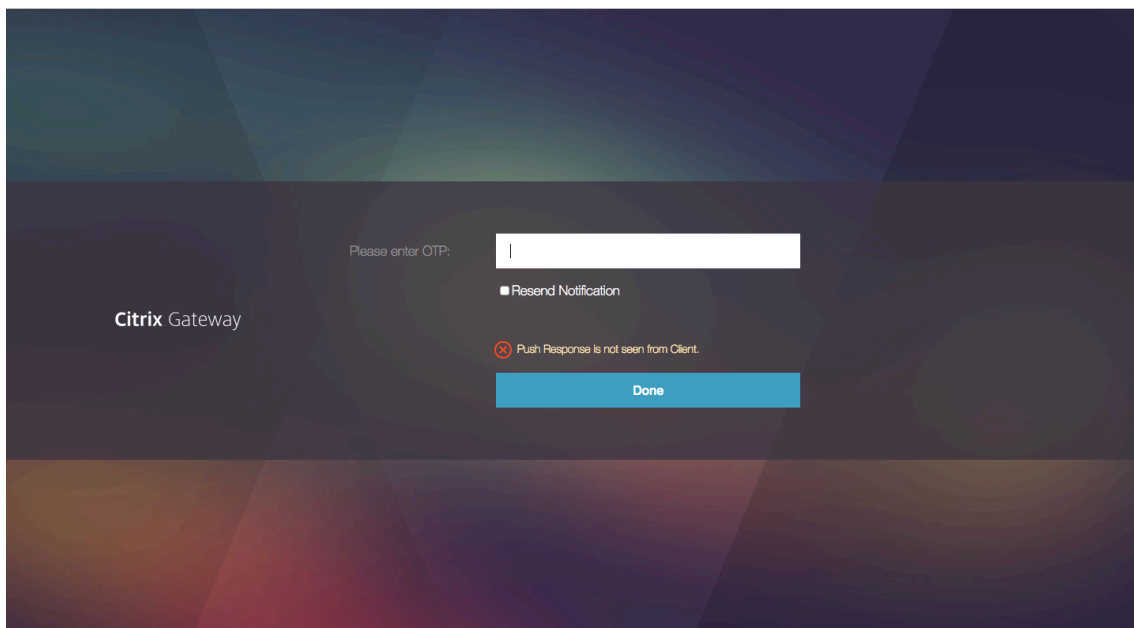 Please enter OTP:
Resend Notification
Citrix Gateway
Push Response is not seen from Client.
Done